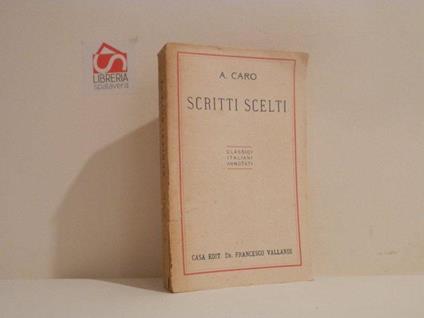 LIBRERIA
spalavera
A. CARO
SCRITTI SCELTI
CLASSICI
ITALIANI
ANNOTATI
CASA EDIT. DR. FRANCESCO VALLARDI